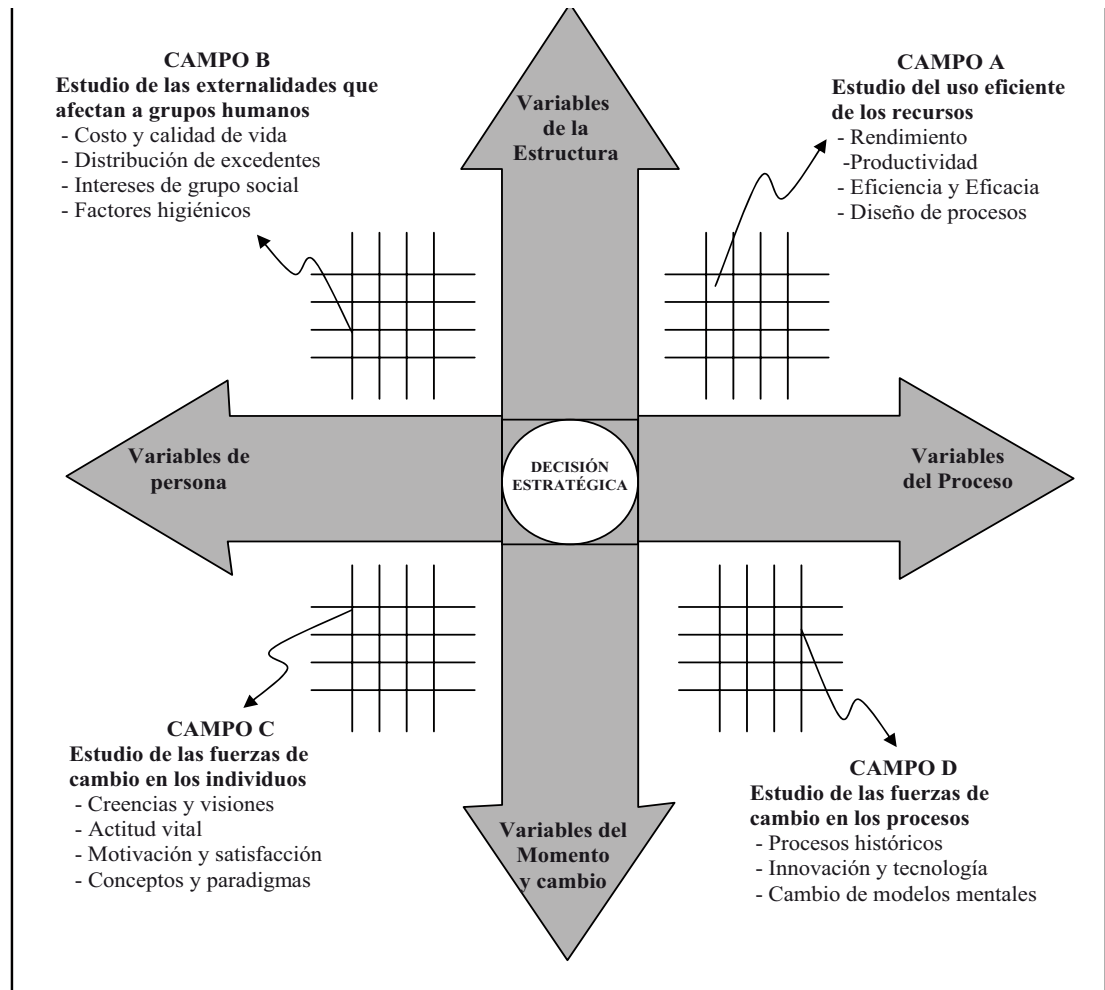 CAMPO B
Estudio de las externalidades que
afectan a grupos humanos
- Costo y calidad de vida
- Distribución de excedentes
- Intereses de grupo social
- Factores higiénicos
Variables
de la
Estructura
CAMPO A
Estudio del uso eficiente
de los recursos
- Rendimiento
-Productividad
- Eficiencia y Eficacia
- Diseño de procesos
Variables de
persona
DECISIÓN
ESTRATÉGICA
Variables
del Proceso
CAMPO C
Estudio de las fuerzas de
cambio en los individuos
- Creencias y visiones
- Actitud vital
- Motivación y satisfacción
- Conceptos y paradigmas
Variables del
Momento
y cambio
CAMPO D
Estudio de las fuerzas de
cambio en los procesos
- Procesos históricos
- Innovación y tecnología
- Cambio de modelos mentales